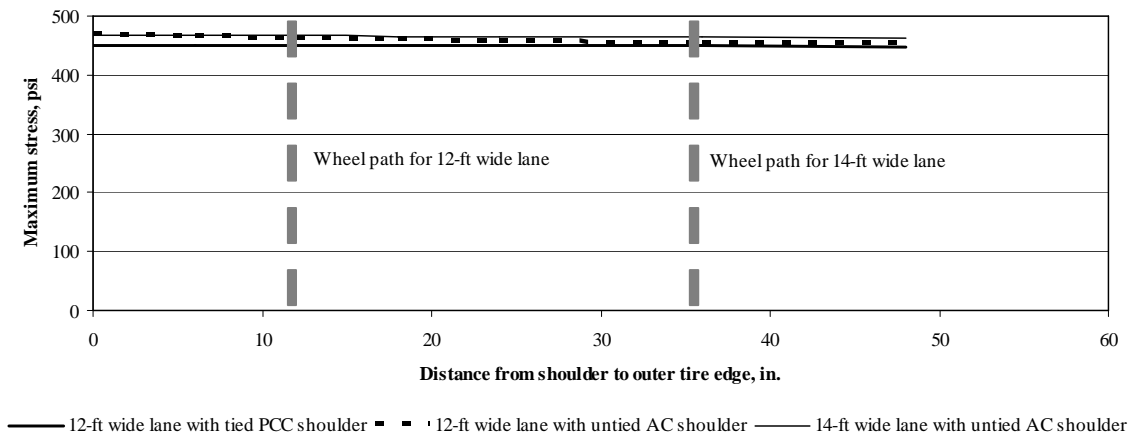 500
400
300
200
100
0
Maximum stress, psi
Wheel path for 12-ft wide lane
Wheel path for 14-ft wide lane
0 10 20 30 40 50 60
Distance from shoulder to outer tire edge, in.
12-ft wide lane with tied PCC shoulder 12-ft wide lane with untied AC shoulder 14-ft wide lane with untied AC shoulder